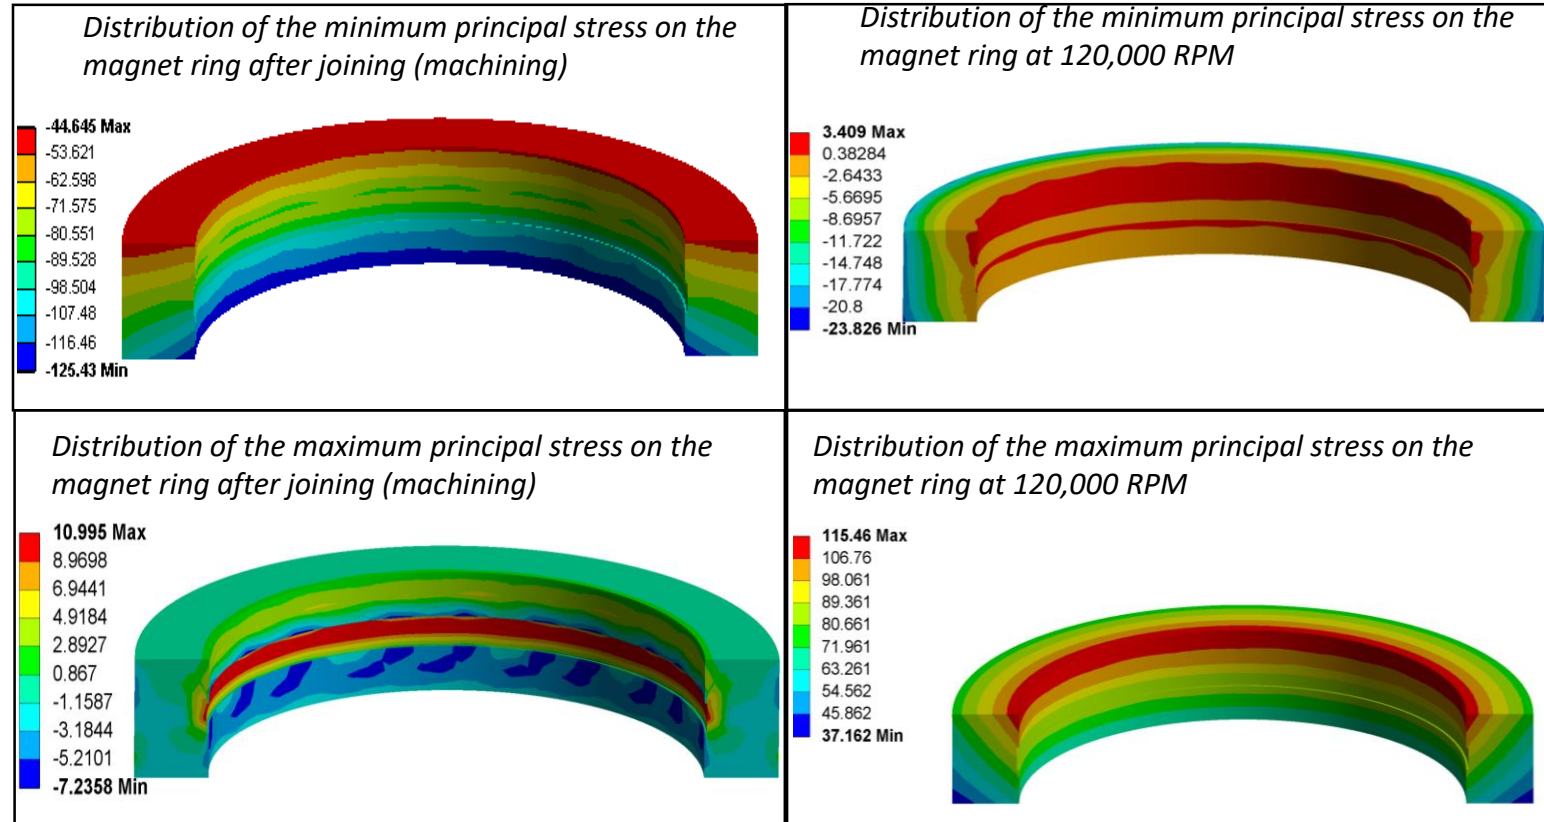 Distribution of the minimum principal stress on the
magnet ring after joining (machining)
-44.645 Max
-53.621
-62.598
-71.575
-80.551
-89.528
-98.504
-107.48
-116.46
-125.43 Min
Distribution of the minimum principal stress on the
magnet ring at 120,000 RPM
3.409 Max
0.38284
-2.6433
-5.6695
-8.6957
-11.722
-14.748
-17.774
-20.8
-23.826 Min
Distribution of the maximum principal stress on the
magnet ring after joining (machining)
10.995 Max
8.9698
6.9441
4.9184
2.8927
0.867
-1.1587
-3.1844
-5.2101
-7.2358 Min
Distribution of the maximum principal stress on the
magnet ring at 120,000 RPM
115.46 Max
106.76
98.061
89.361
80.661
71.961
63.261
54.562
45.862
37.162 Min